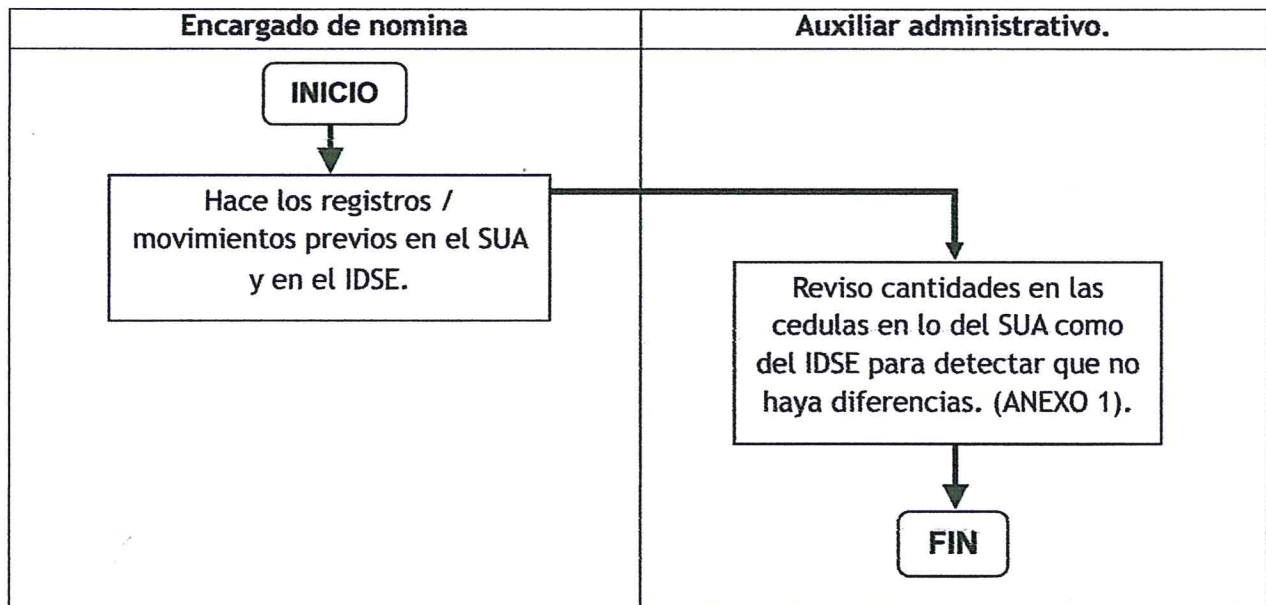 Encargado de nomina
Auxiliar administrativo.
INICIO
Hace los registros /
movimientos previos en el SUA
y en el IDSE.
Reviso cantidades en las
cedulas en lo del SUA como
del IDSE para detectar que no
haya diferencias. (ANEXO 1).
FIN